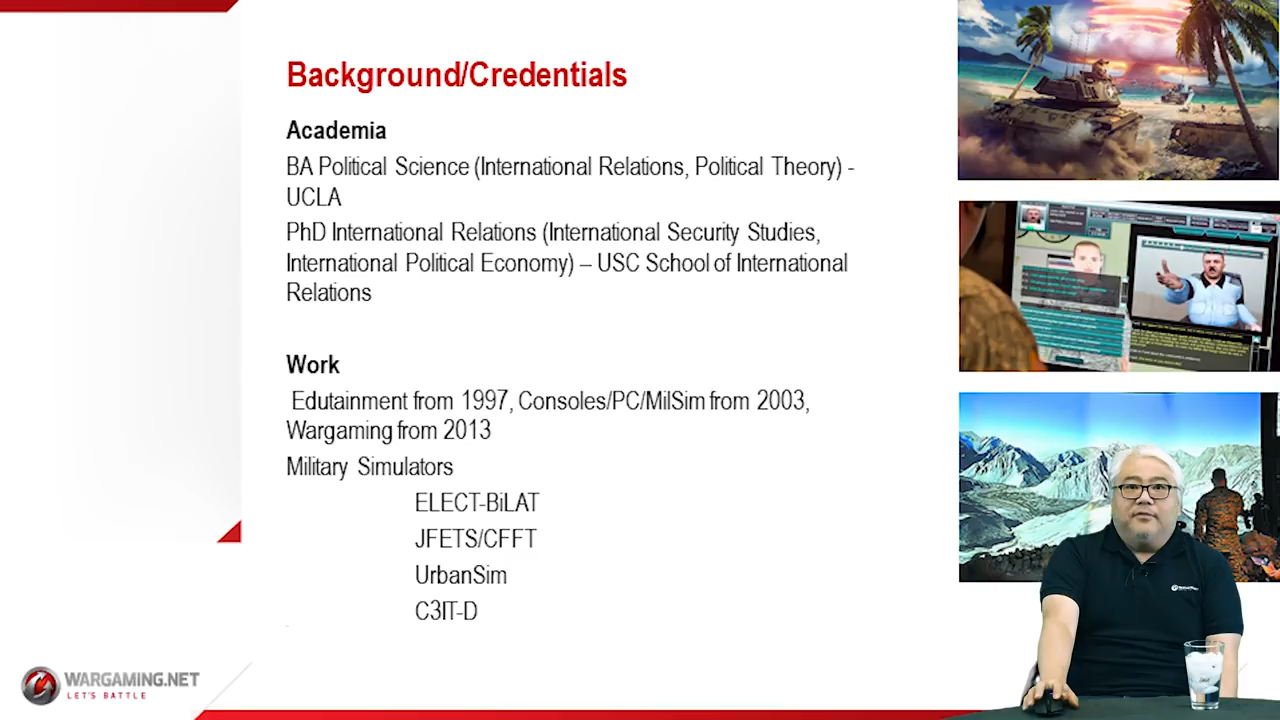 Background/Credentials
Academia
BA Political Science (International Relations, Political Theory) -
UCLA
PhD International Relations (International Security Studies,
International Political Economy) – USC School of International
Relations
Work
Edutainment from 1997, Consoles/PC/MilSim from 2003,
Wargaming from 2013
Military Simulators
ELECT-BiLAT
JFETS/CFFT
UrbanSim
C3IT-D
WARGAMING.NET
LET'S BATTLE